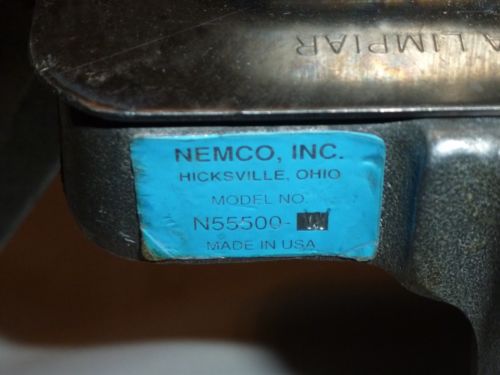 A LIMPIAR
NEMCO, INC.
HICKSVILLE, OHIO
MODEL NO.
N55500-
MADE IN USA